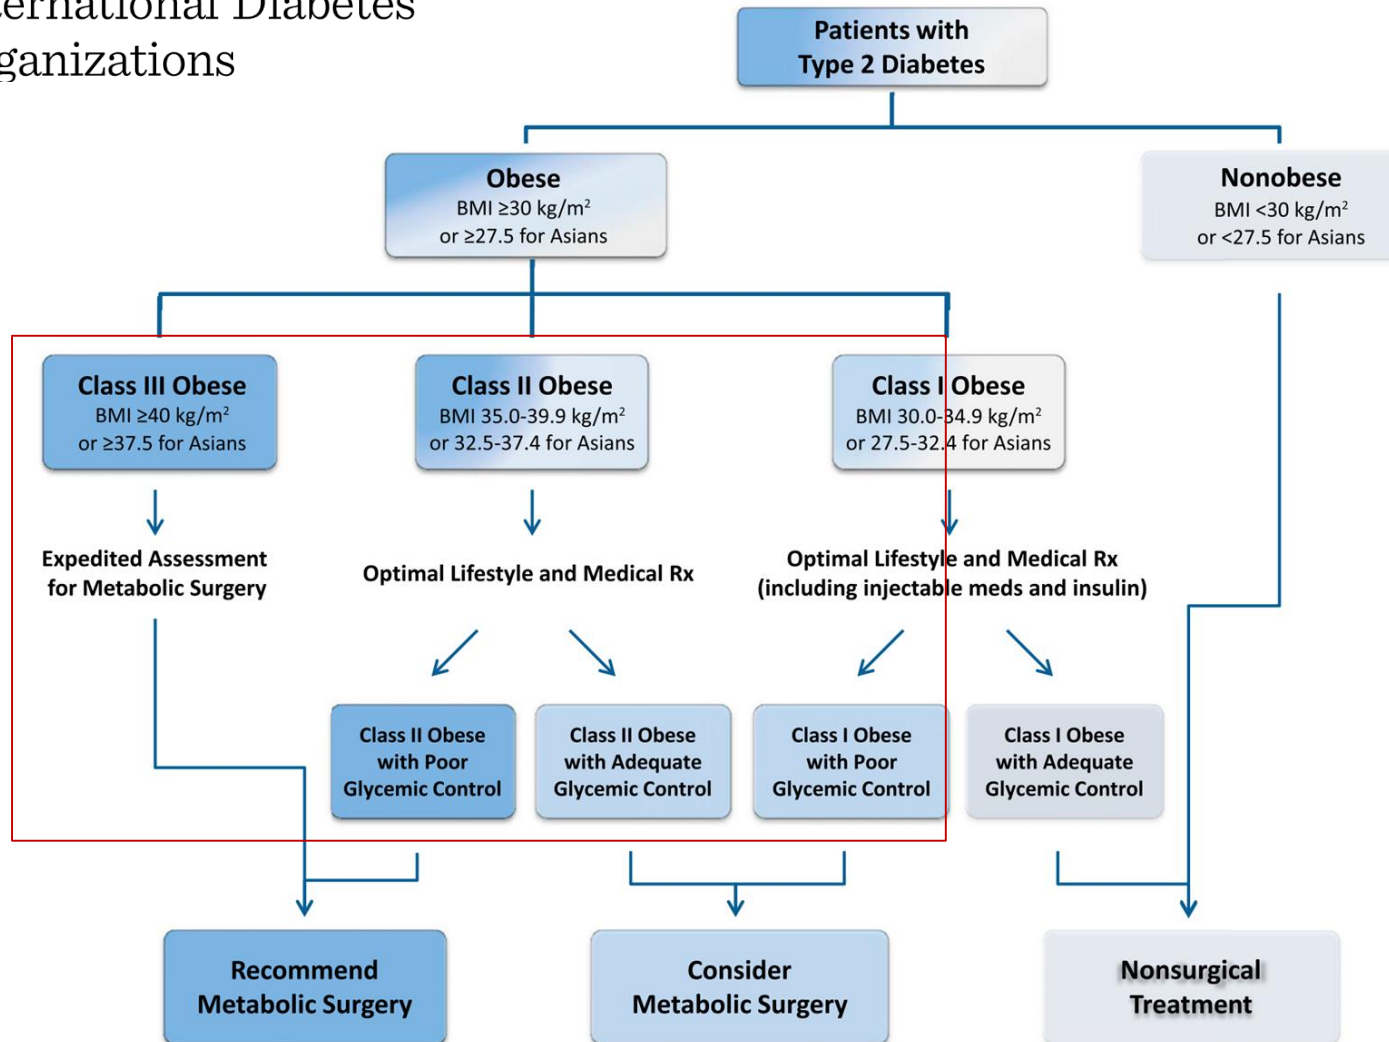 ternational Diabetes
ganizations
Patients with
Type 2 Diabetes
Obese
BMI ≥30 kg/m²
or ≥27.5 for Asians
Nonobese
BMI <30 kg/m²
or <27.5 for Asians
Class III Obese
BMI ≥40 kg/m²
or ≥37.5 for Asians
Class II Obese
BMI 35.0-39.9 kg/m²
or 32.5-37.4 for Asians
Class I Obese
BMI 30.0-34.9 kg/m²
or 27.5-32.4 for Asians
Expedited Assessment
for Metabolic Surgery
Optimal Lifestyle and Medical Rx
Optimal Lifestyle and Medical Rx
(including injectable meds and insulin)
Class II Obese
with Poor
Glycemic Control
Class II Obese
with Adequate
Glycemic Control
Class I Obese
with Poor
Glycemic Control
Class I Obese
with Adequate
Glycemic Control
Recommend
Metabolic Surgery
Consider
Metabolic Surgery
Nonsurgical
Treatment